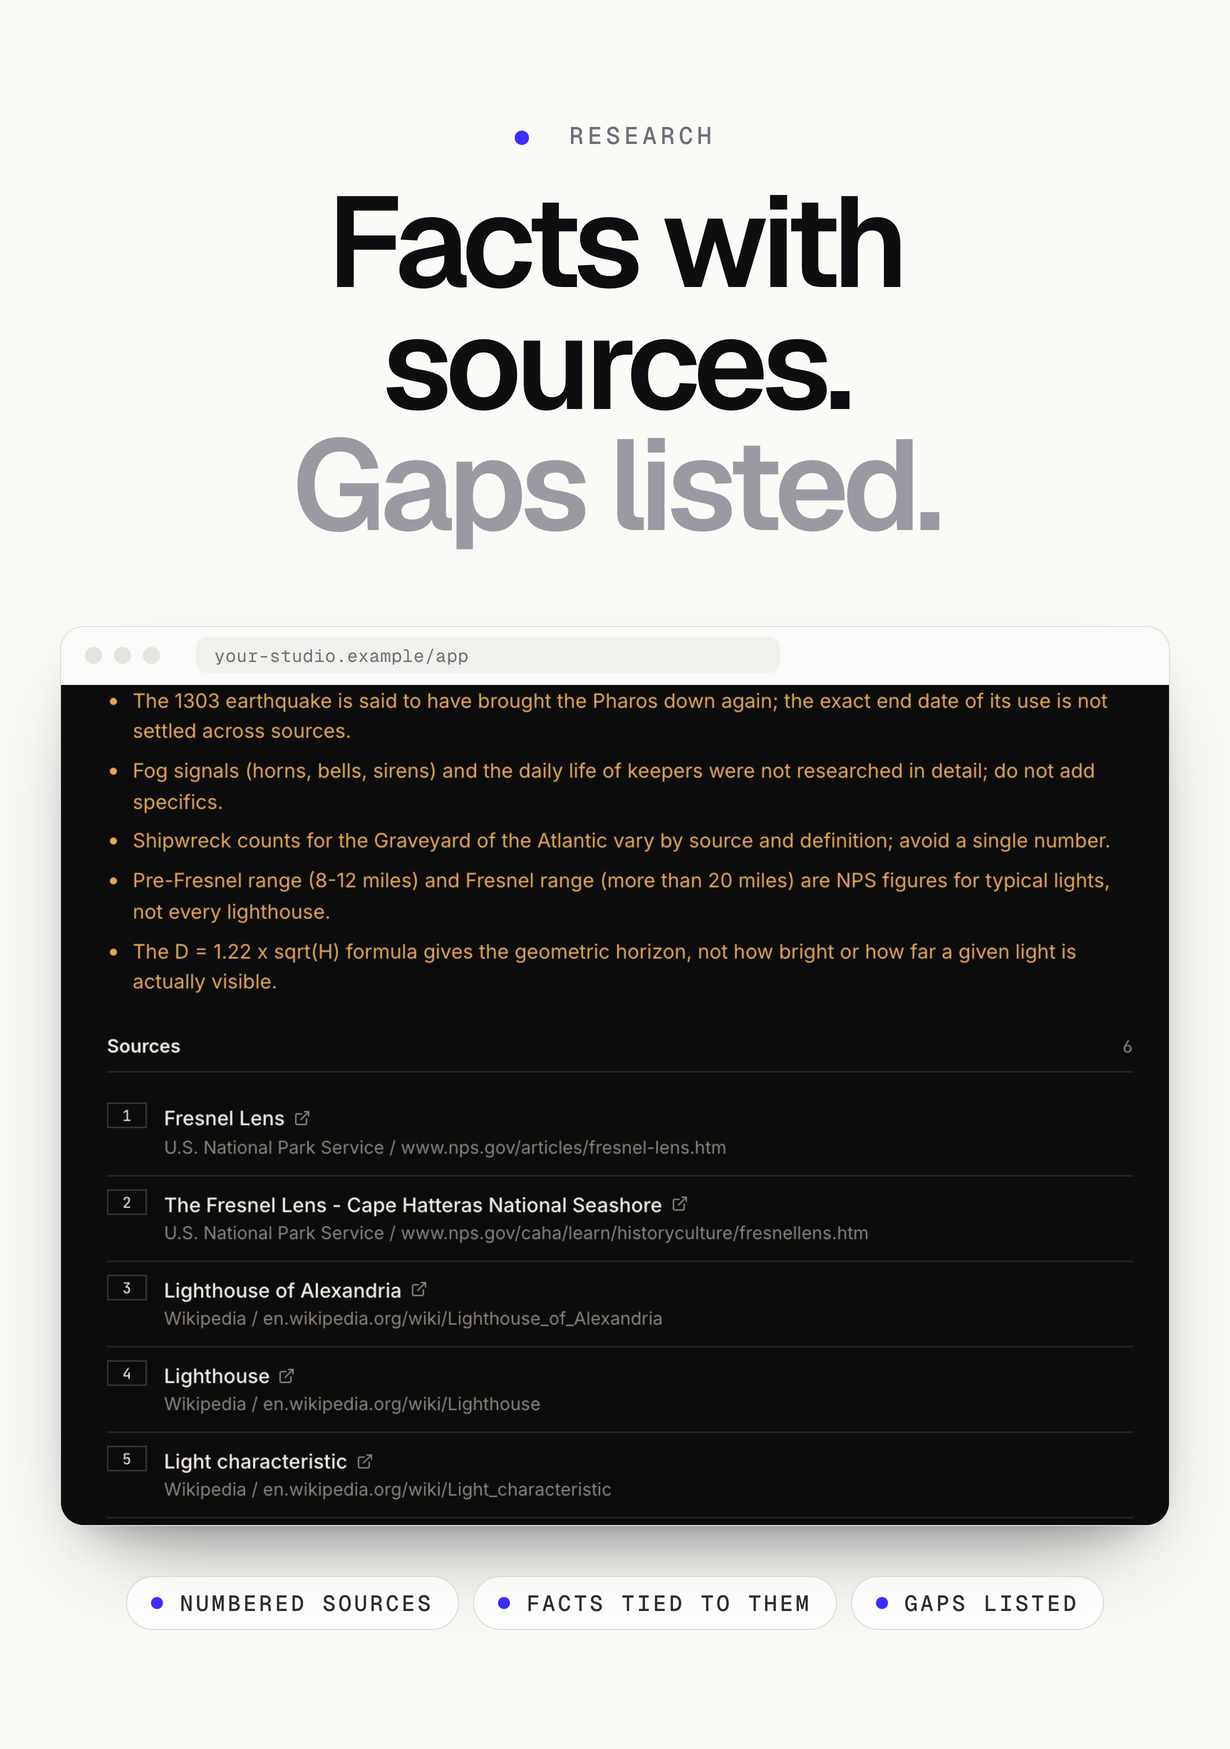 RESEARCH
Facts with
sources.
Gaps listed.
your-studio.example/app
• The 1303 earthquake is said to have brought the Pharos down again; the exact end date of its use is not
settled across sources.
• Fog signals (horns, bells, sirens) and the daily life of keepers were not researched in detail; do not add
specifics.
• Shipwreck counts for the Graveyard of the Atlantic vary by source and definition; avoid a single number.
• Pre-Fresnel range (8-12 miles) and Fresnel range (more than 20 miles) are NPS figures for typical lights,
not every lighthouse.
• The D = 1.22 x sqrt(H) formula gives the geometric horizon, not how bright or how far a given light is
actually visible.
Sources 6
1 Fresnel Lens
U.S. National Park Service / www.nps.gov/articles/fresnel-lens.htm
2 The Fresnel Lens - Cape Hatteras National Seashore
U.S. National Park Service / www.nps.gov/caha/learn/historyculture/fresnellens.htm
3 Lighthouse of Alexandria
Wikipedia / en.wikipedia.org/wiki/Lighthouse_of_Alexandria
4 Lighthouse
Wikipedia / en.wikipedia.org/wiki/Lighthouse
5 Light characteristic
Wikipedia / en.wikipedia.org/wiki/Light_characteristic
NUMBERED SOURCES FACTS TIED TO THEM GAPS LISTED